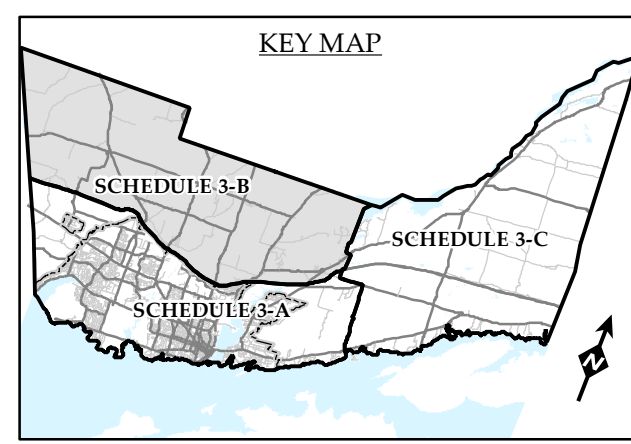 KEY MAP
SCHEDULE 3-B
SCHEDULE 3-C
SCHEDULE 3-A
N